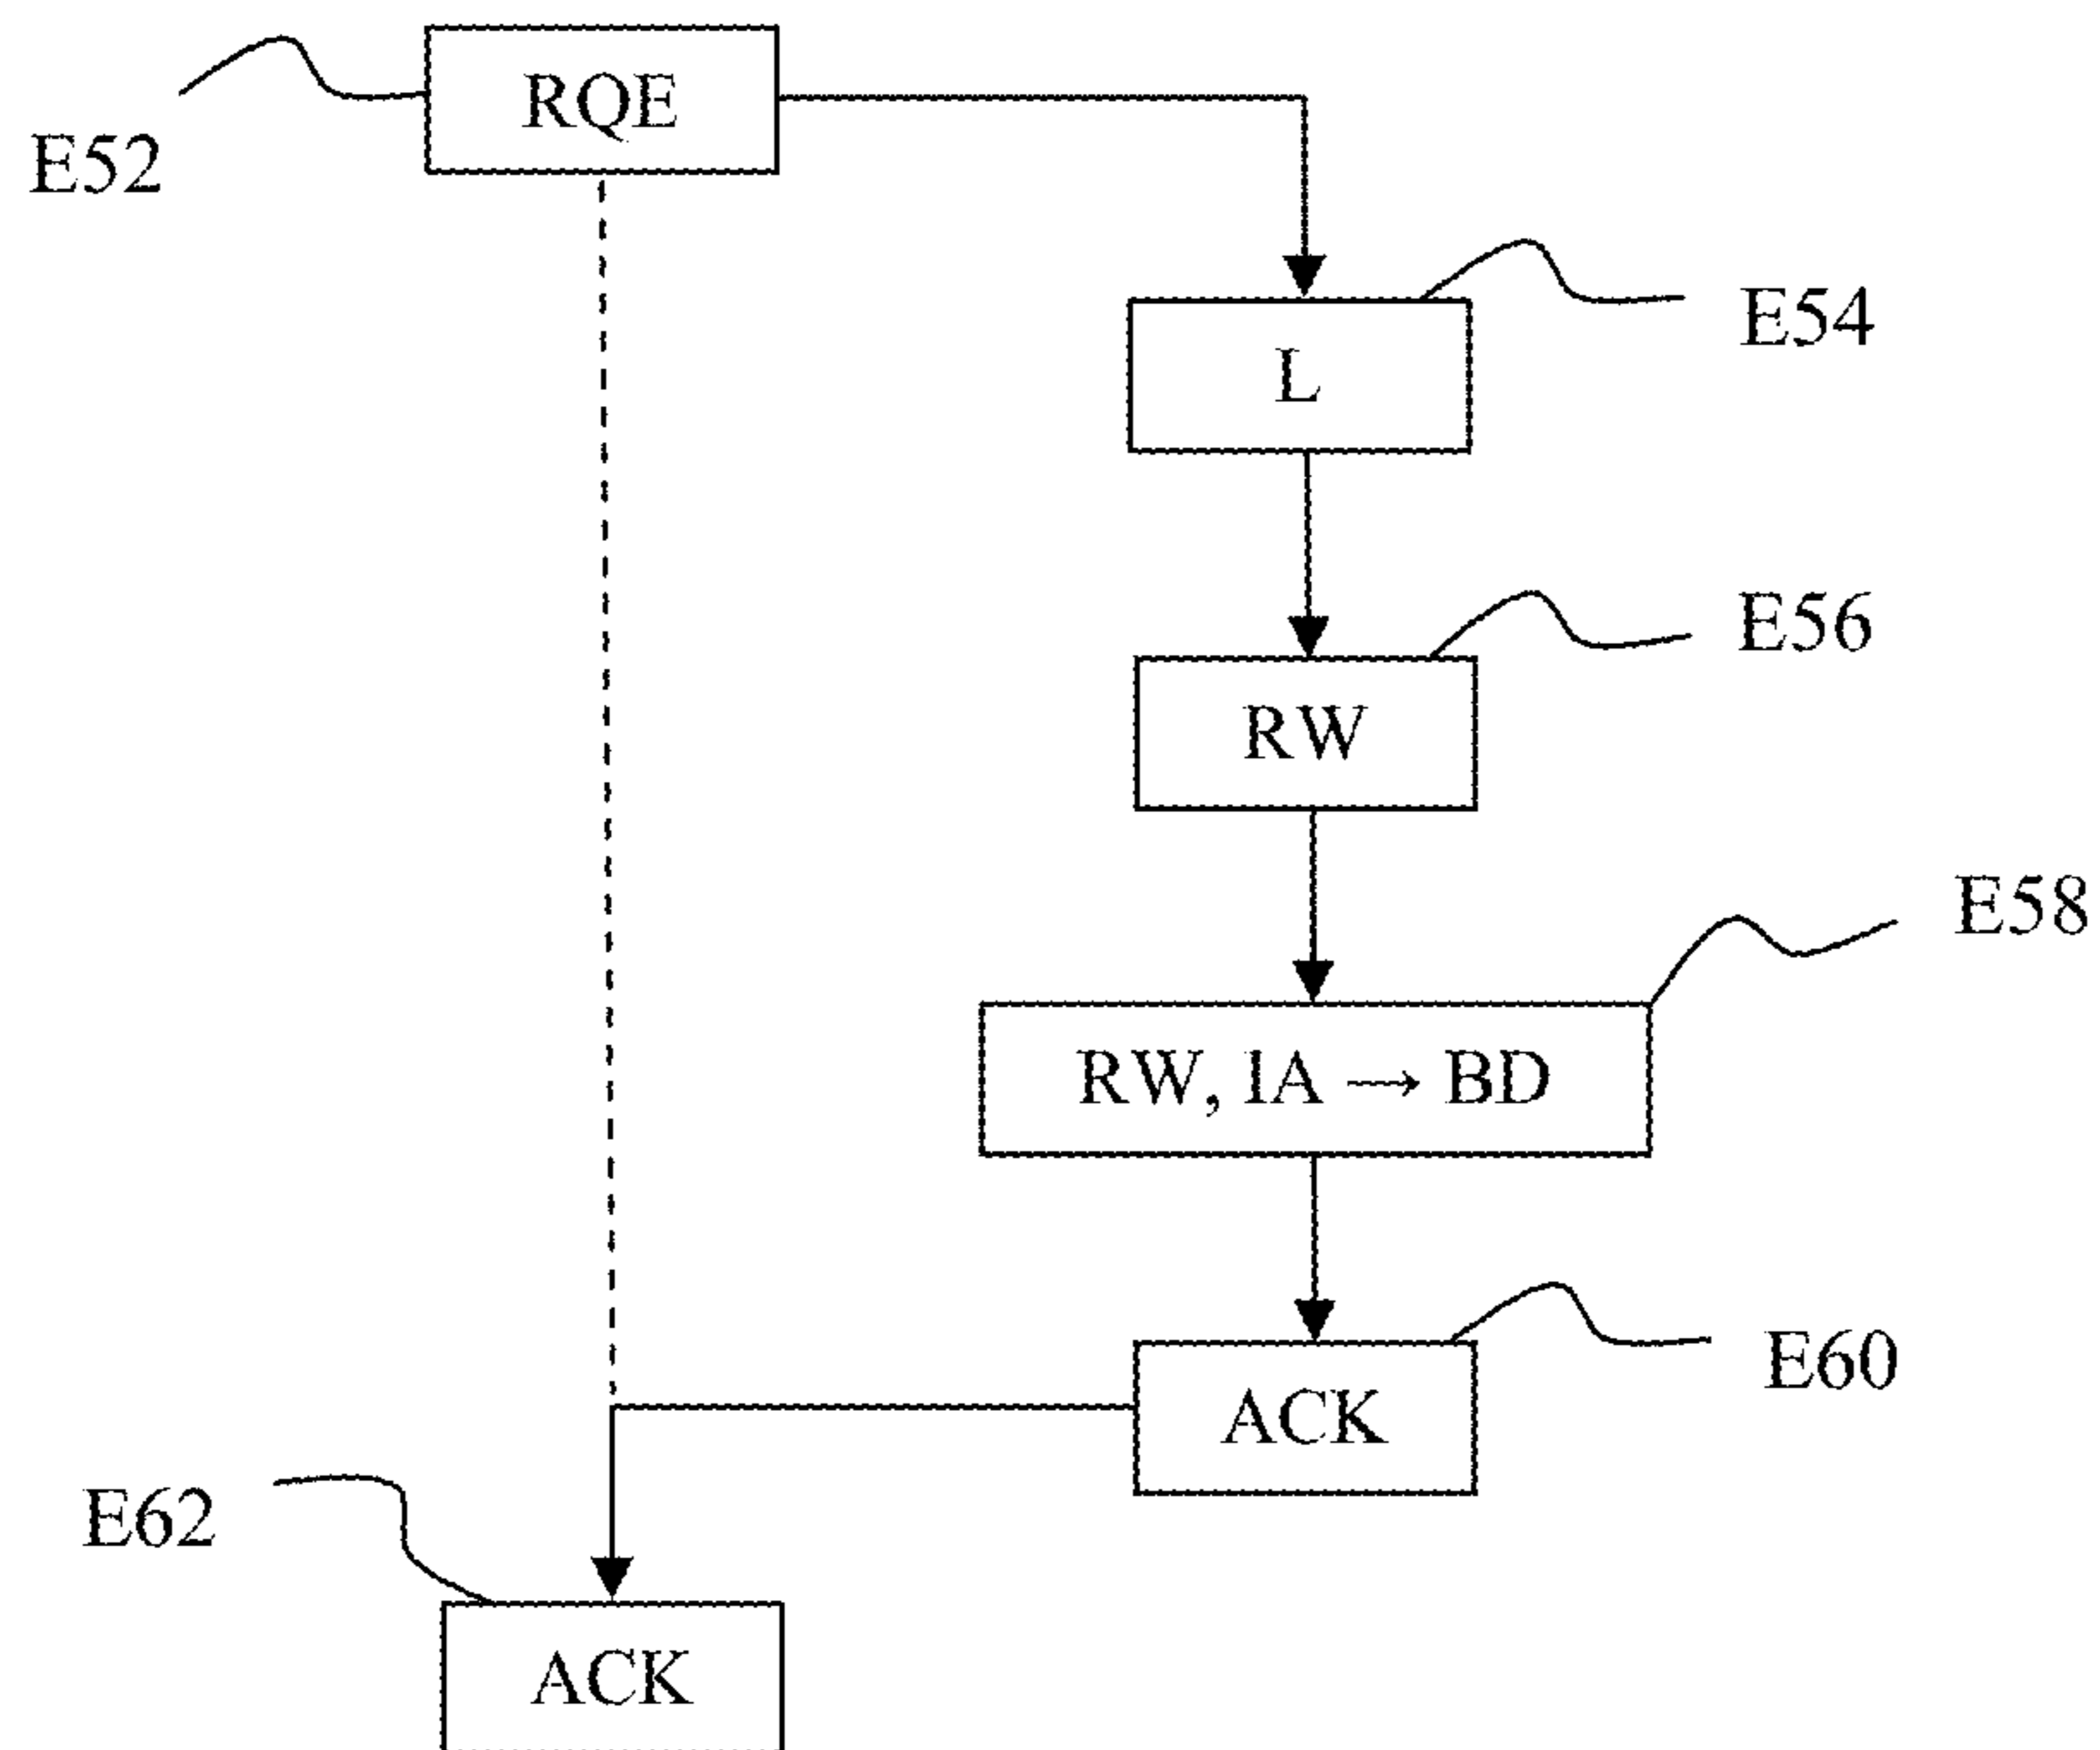 RQE
E52
E54
L
E56
RW
E58
RW, IA → BD
E60
ACK
E62
ACK